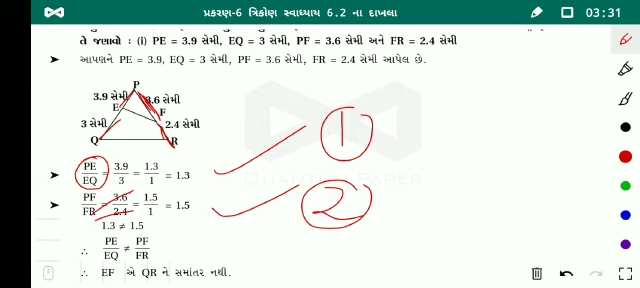 પ્રકરણ-6 ત્રિકોણ સ્વાધ્યાય 6.2 ના દાખલા
03:31
તે જણાવો : (i) PE = 3.9 સેમી, EQ = 3 સેમી, PF = 3.6 સેમી અને FR = 2.4 સેમી
➤ આપણને PE = 3.9, EQ = 3 સેમી, PF = 3.6 સેમી, FR = 2.4 સેમી આપેલ છે.
P
3.9 સેમી 3.6 સેમી
E F
3 સેમી 2.4 સેમી
Q R
➤ PE/EQ = 3.9/3 = 1.3/1 = 1.3
1
➤ PF/FR = 3.6/2.4 = 1.5/1 = 1.5
2
1.3 ≠ 1.5
∴ PE/EQ ≠ PF/FR
∴ EF એ QR ને સમાંતર નથી.